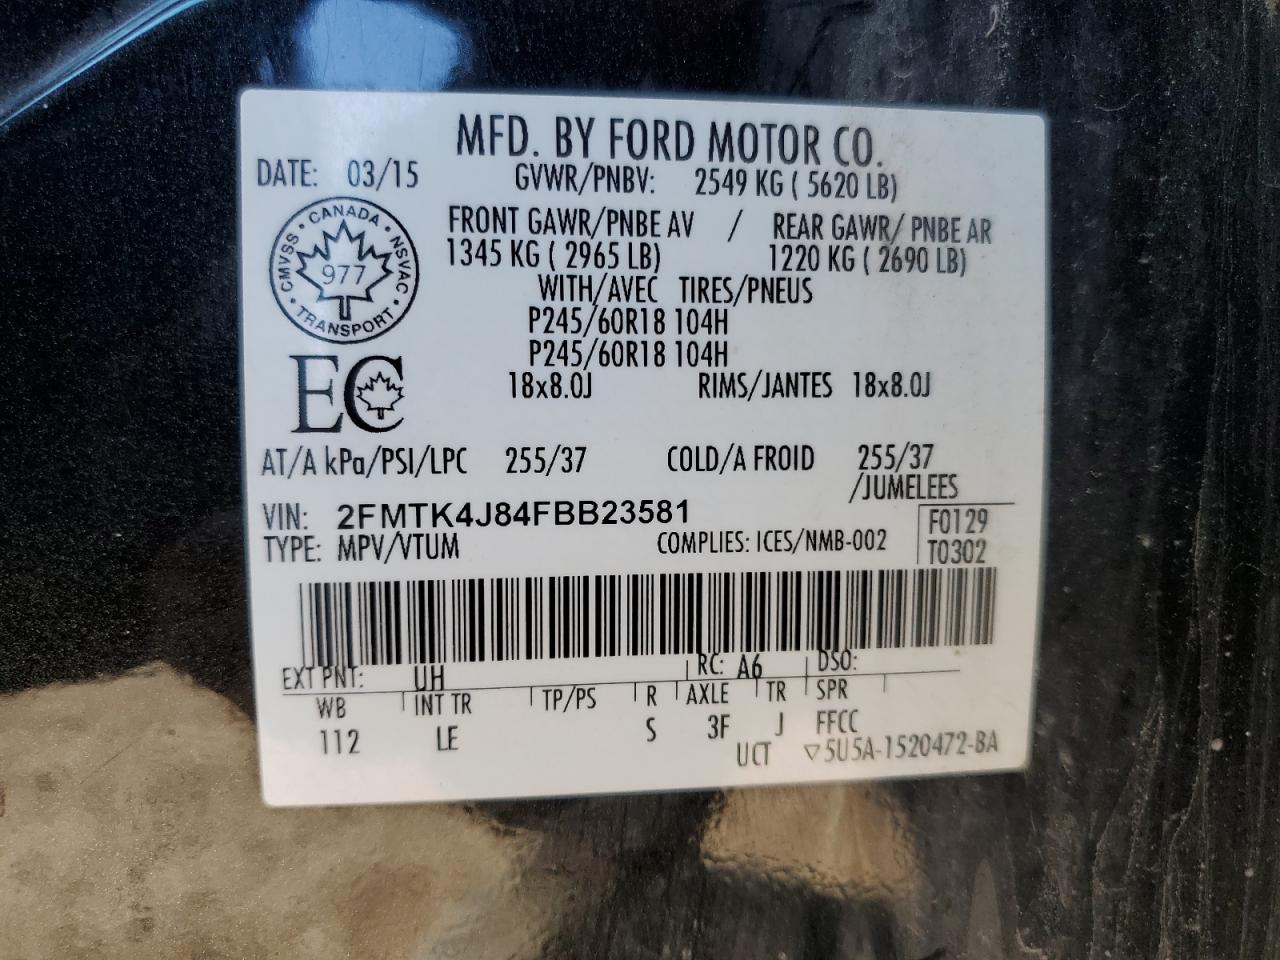 MFD. BY FORD MOTOR CO.
DATE: 03/15 GVWR/PNBV: 2549 KG ( 5620 LB)
FRONT GAWR/PNBE AV / REAR GAWR/ PNBE AR
1345 KG ( 2965 LB) 1220 KG ( 2690 LB)
WITH/AVEC TIRES/PNEUS
P245/60R18 104H
P245/60R18 104H
18x8.0J RIMS/JANTES 18x8.0J
CANADA · NSVAC · TRANSPORT · CMVSS
977
EC
AT/A kPa/PSI/LPC 255/37 COLD/A FROID 255/37
/JUMELEES
VIN: 2FMTK4J84FBB23581
F0129
TYPE: MPV/VTUM COMPLIES: ICES/NMB-002
T0302
EXT PNT: UH RC: A6 DSO:
WB INT TR TP/PS R AXLE TR SPR
112 LE S 3F J FFCC
UCT ▽5U5A-1520472-BA